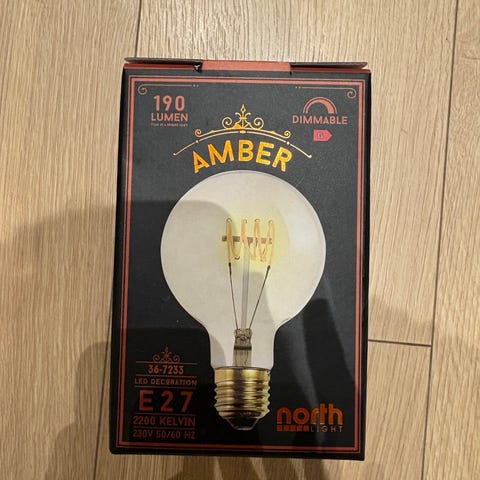 190
LUMEN
DIMMABLE
AMBER
36-7233
LED DECORATION
E27
2200 KELVIN
230V 50/60 HZ
north
LIGHT